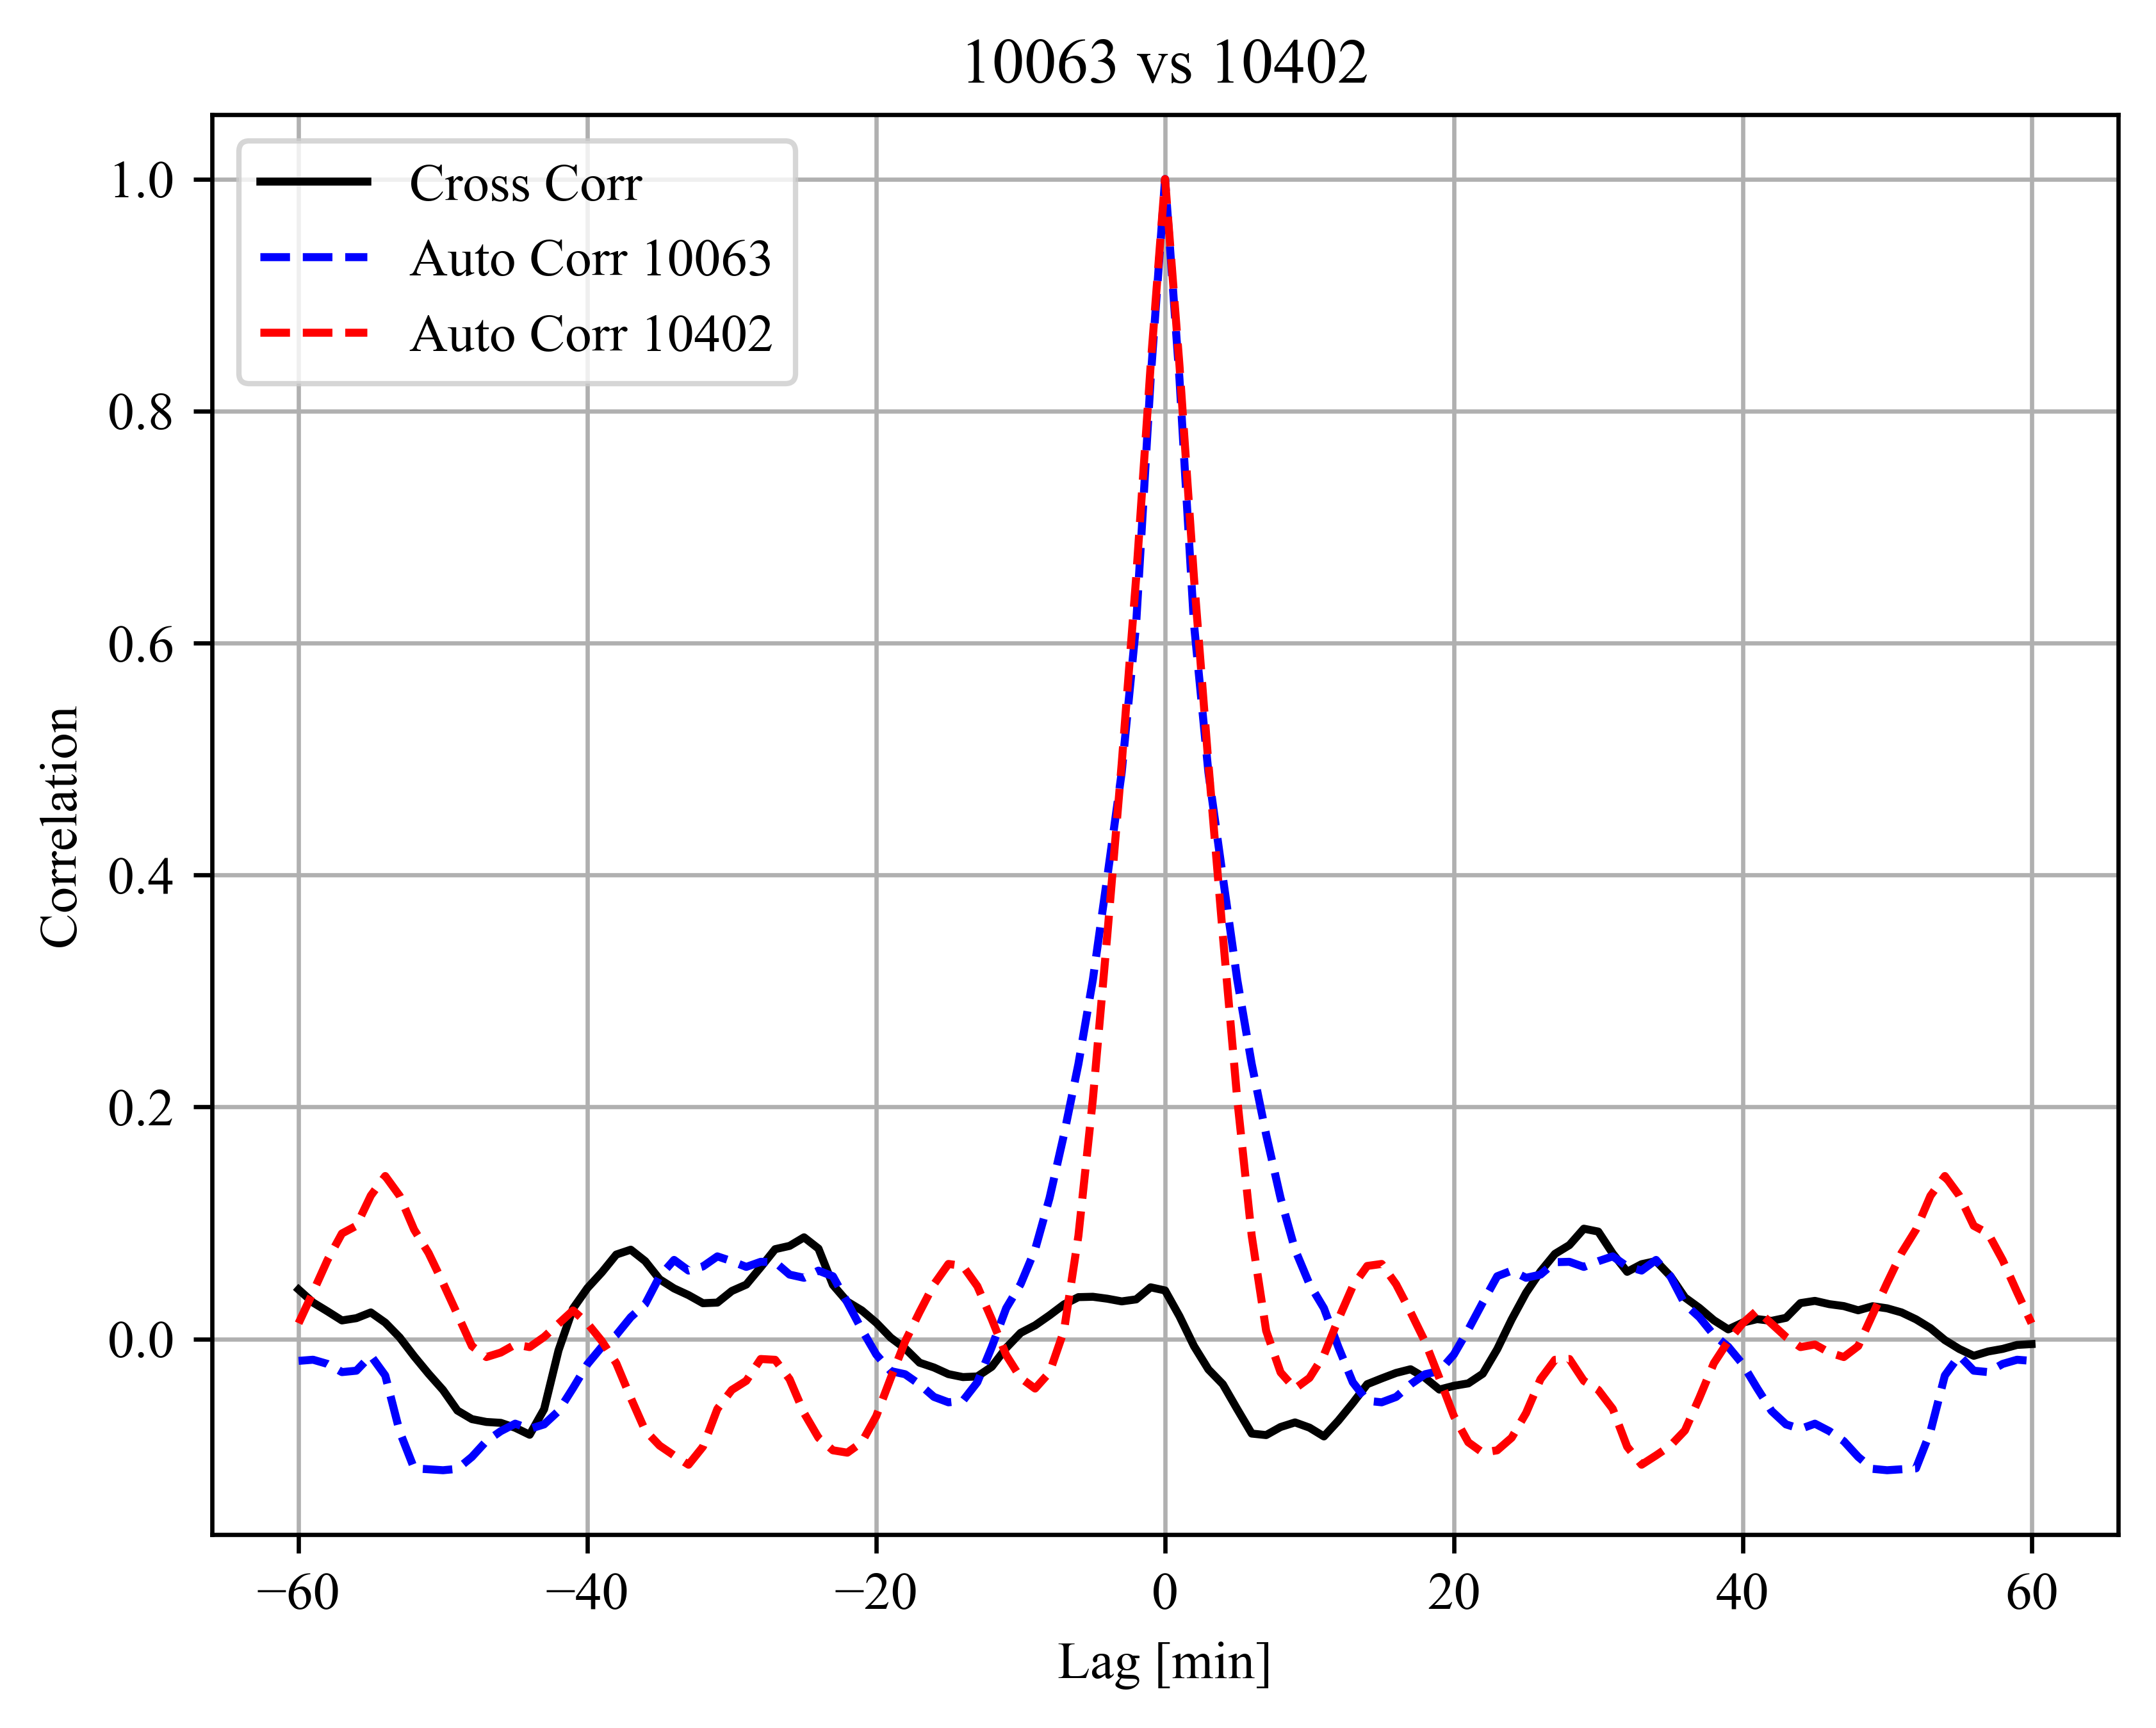 10063 vs 10402
Cross Corr
Auto Corr 10063
Auto Corr 10402
1.0
0.8
0.6
0.4
0.2
0.0
Correlation
−60 −40 −20 0 20 40 60
Lag [min]